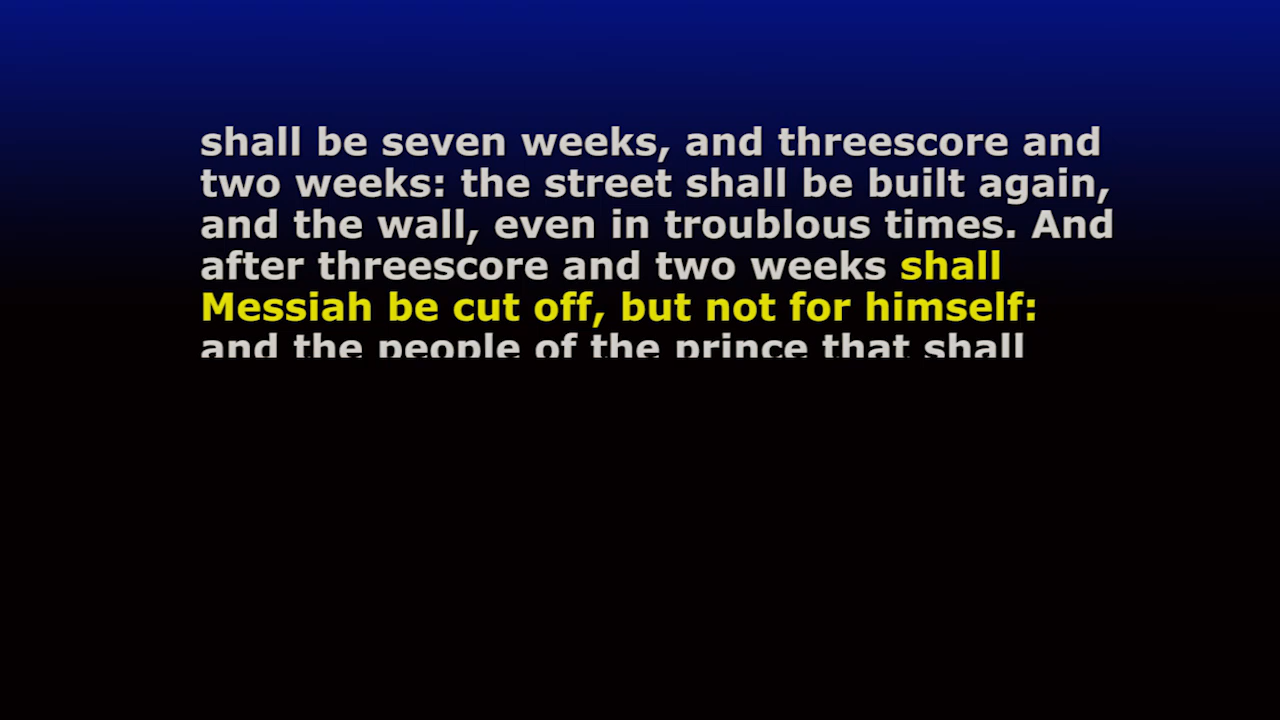 shall be seven weeks, and threescore and
two weeks: the street shall be built again,
and the wall, even in troublous times. And
after threescore and two weeks shall
Messiah be cut off, but not for himself:
and the people of the prince that shall